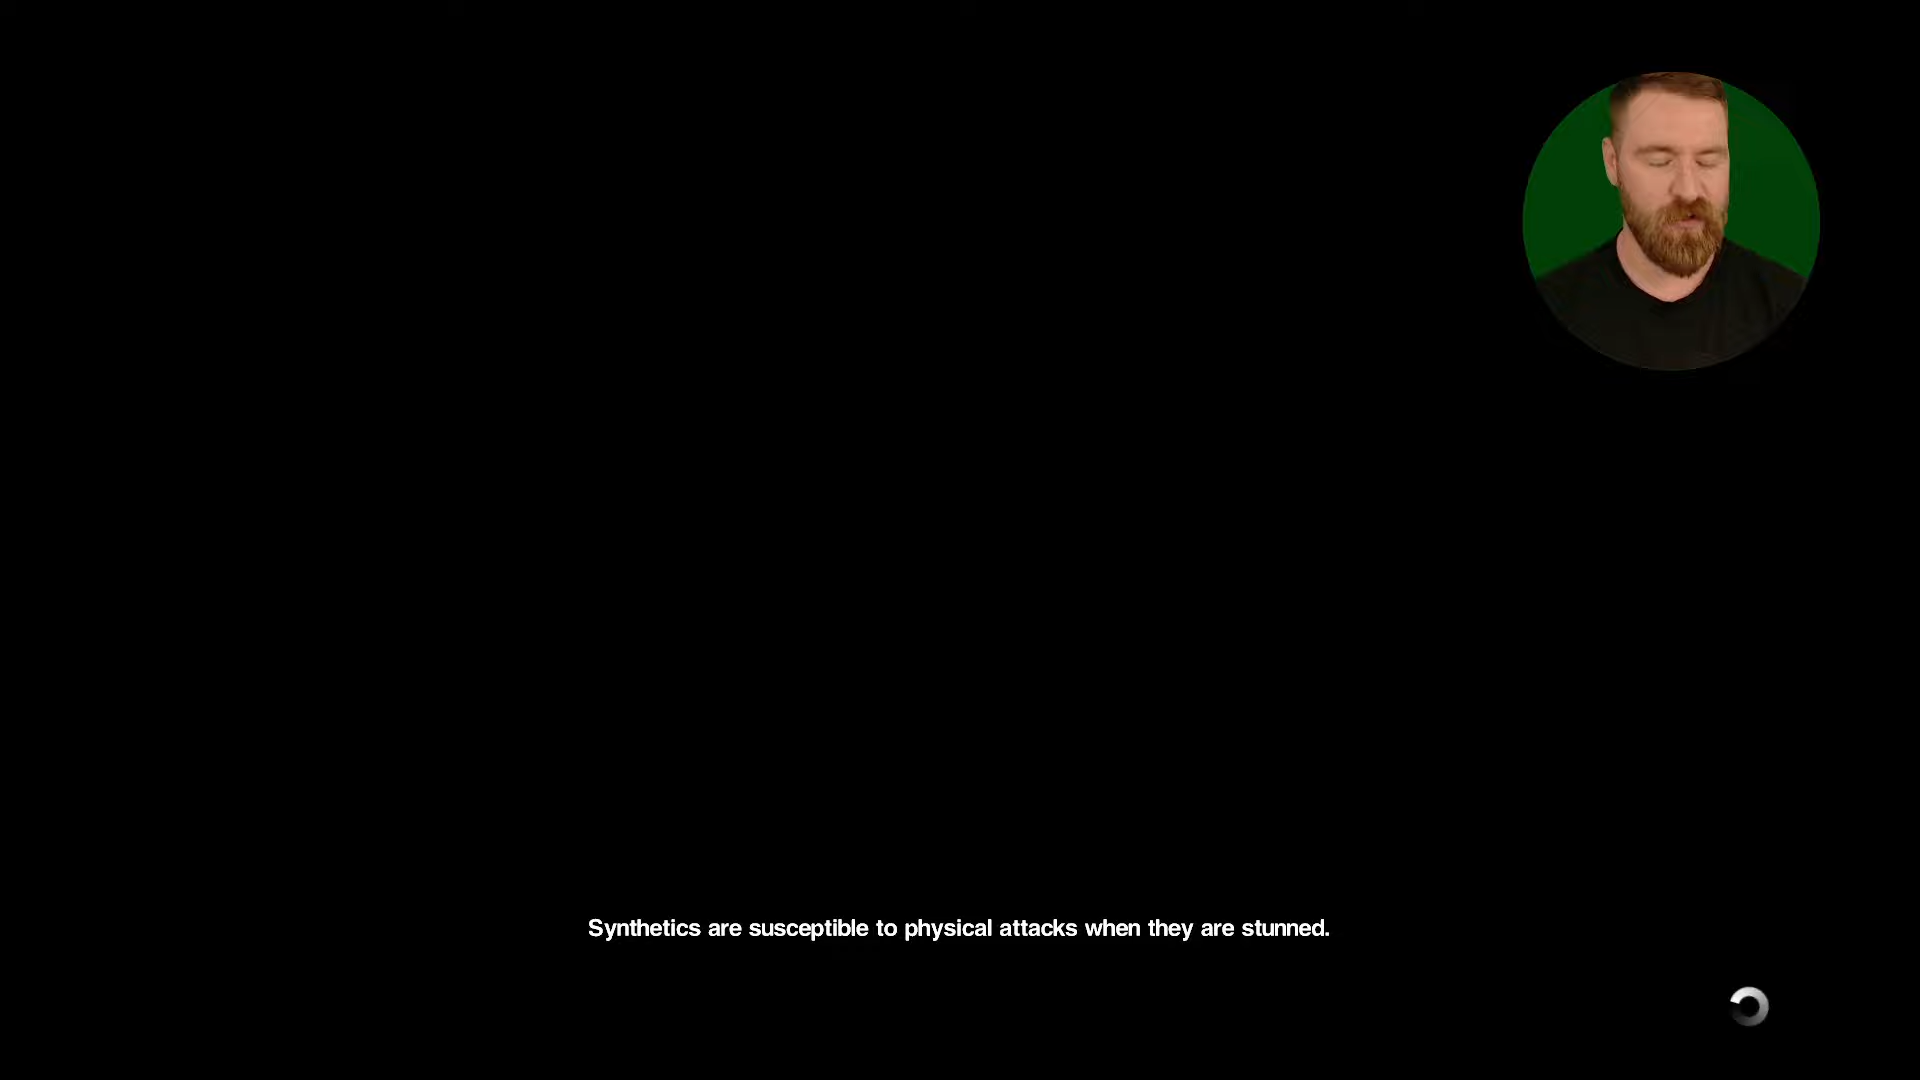 Synthetics are susceptible to physical attacks when they are stunned.